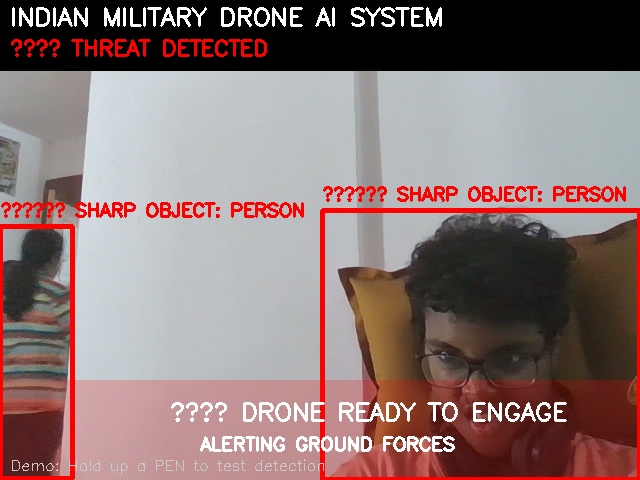 INDIAN MILITARY DRONE AI SYSTEM
???? THREAT DETECTED
?????? SHARP OBJECT: PERSON
?????? SHARP OBJECT: PERSON
???? DRONE READY TO ENGAGE
ALERTING GROUND FORCES
Demo: Hold up a PEN to test detection